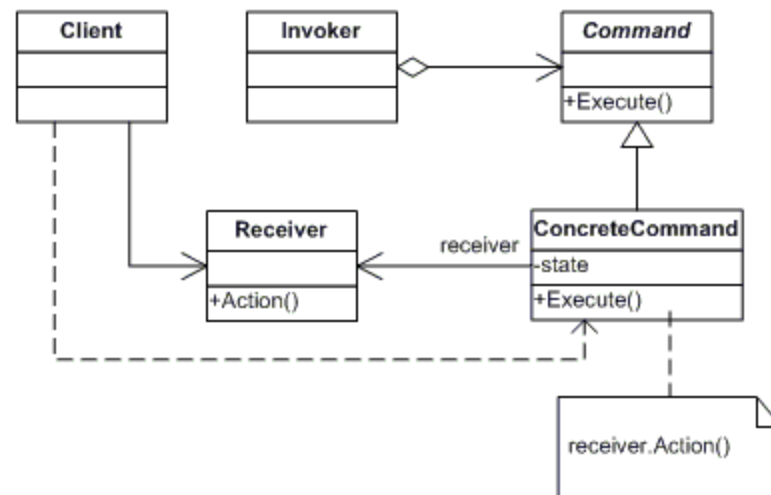 Client
Invoker
Command
+Execute()
Receiver
+Action()
receiver
ConcreteCommand
-state
+Execute()
receiver.Action()